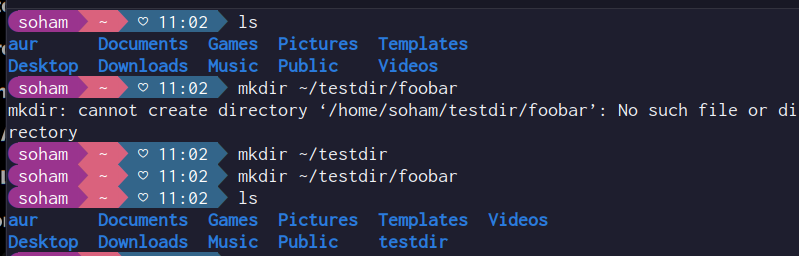 soham ~ ♡ 11:02 ls
aur Documents Games Pictures Templates
Desktop Downloads Music Public Videos
soham ~ ♡ 11:02 mkdir ~/testdir/foobar
mkdir: cannot create directory ‘/home/soham/testdir/foobar’: No such file or di
rectory
soham ~ ♡ 11:02 mkdir ~/testdir
soham ~ ♡ 11:02 mkdir ~/testdir/foobar
soham ~ ♡ 11:02 ls
aur Documents Games Pictures Templates Videos
Desktop Downloads Music Public testdir